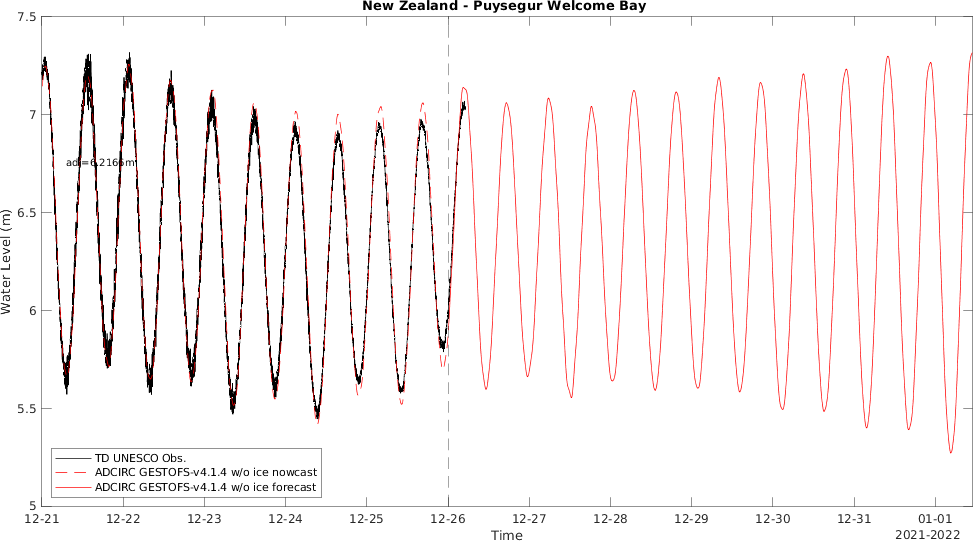 New Zealand - Puysegur Welcome Bay
7.5
7
6.5
6
5.5
5
Water Level (m)
adj=6.2165m
TD UNESCO Obs.
ADCIRC GESTOFS-v4.1.4 w/o ice nowcast
ADCIRC GESTOFS-v4.1.4 w/o ice forecast
12-21 12-22 12-23 12-24 12-25 12-26 12-27 12-28 12-29 12-30 12-31 01-01
Time
2021-2022